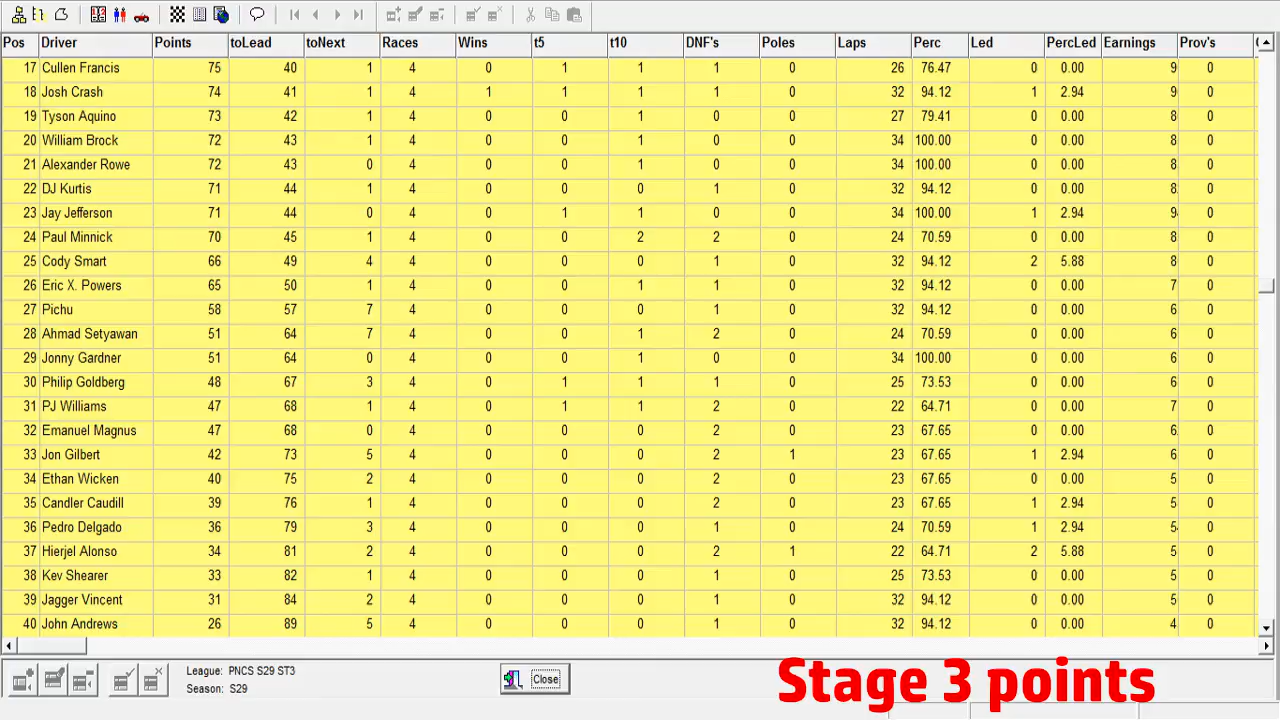 Pos Driver Points toLead toNext Races Wins t5 t10 DNF's Poles Laps Perc Led PercLed Earnings Prov's
17 Cullen Francis 75 40 1 4 0 1 1 1 0 26 76.47 0 0.00 9 0
18 Josh Crash 74 41 1 4 1 1 1 1 0 32 94.12 1 2.94 9 0
19 Tyson Aquino 73 42 1 4 0 0 1 0 0 27 79.41 0 0.00 8 0
20 William Brock 72 43 1 4 0 0 1 0 0 34 100.00 0 0.00 8 0
21 Alexander Rowe 72 43 0 4 0 0 1 0 0 34 100.00 0 0.00 8 0
22 DJ Kurtis 71 44 1 4 0 0 0 1 0 32 94.12 0 0.00 8 0
23 Jay Jefferson 71 44 0 4 0 1 1 0 0 34 100.00 1 2.94 9 0
24 Paul Minnick 70 45 1 4 0 0 2 2 0 24 70.59 0 0.00 8 0
25 Cody Smart 66 49 4 4 0 0 0 1 0 32 94.12 2 5.88 8 0
26 Eric X. Powers 65 50 1 4 0 0 1 1 0 32 94.12 0 0.00 7 0
27 Pichu 58 57 7 4 0 0 0 1 0 32 94.12 0 0.00 6 0
28 Ahmad Setyawan 51 64 7 4 0 0 1 2 0 24 70.59 0 0.00 6 0
29 Jonny Gardner 51 64 0 4 0 0 1 0 0 34 100.00 0 0.00 6 0
30 Philip Goldberg 48 67 3 4 0 1 1 1 0 25 73.53 0 0.00 6 0
31 PJ Williams 47 68 1 4 0 1 1 2 0 22 64.71 0 0.00 7 0
32 Emanuel Magnus 47 68 0 4 0 0 0 2 0 23 67.65 0 0.00 6 0
33 Jon Gilbert 42 73 5 4 0 0 0 2 1 23 67.65 1 2.94 6 0
34 Ethan Wicken 40 75 2 4 0 0 0 2 0 23 67.65 0 0.00 5 0
35 Candler Caudill 39 76 1 4 0 0 0 2 0 23 67.65 1 2.94 5 0
36 Pedro Delgado 36 79 3 4 0 0 0 1 0 24 70.59 1 2.94 5 0
37 Hierjel Alonso 34 81 2 4 0 0 0 2 1 22 64.71 2 5.88 5 0
38 Kev Shearer 33 82 1 4 0 0 0 1 0 25 73.53 0 0.00 5 0
39 Jagger Vincent 31 84 2 4 0 0 0 1 0 32 94.12 0 0.00 5 0
40 John Andrews 26 89 5 4 0 0 0 1 0 32 94.12 0 0.00 4 0
League: PNCS S29 ST3
Season: S29
Close
Stage 3 points